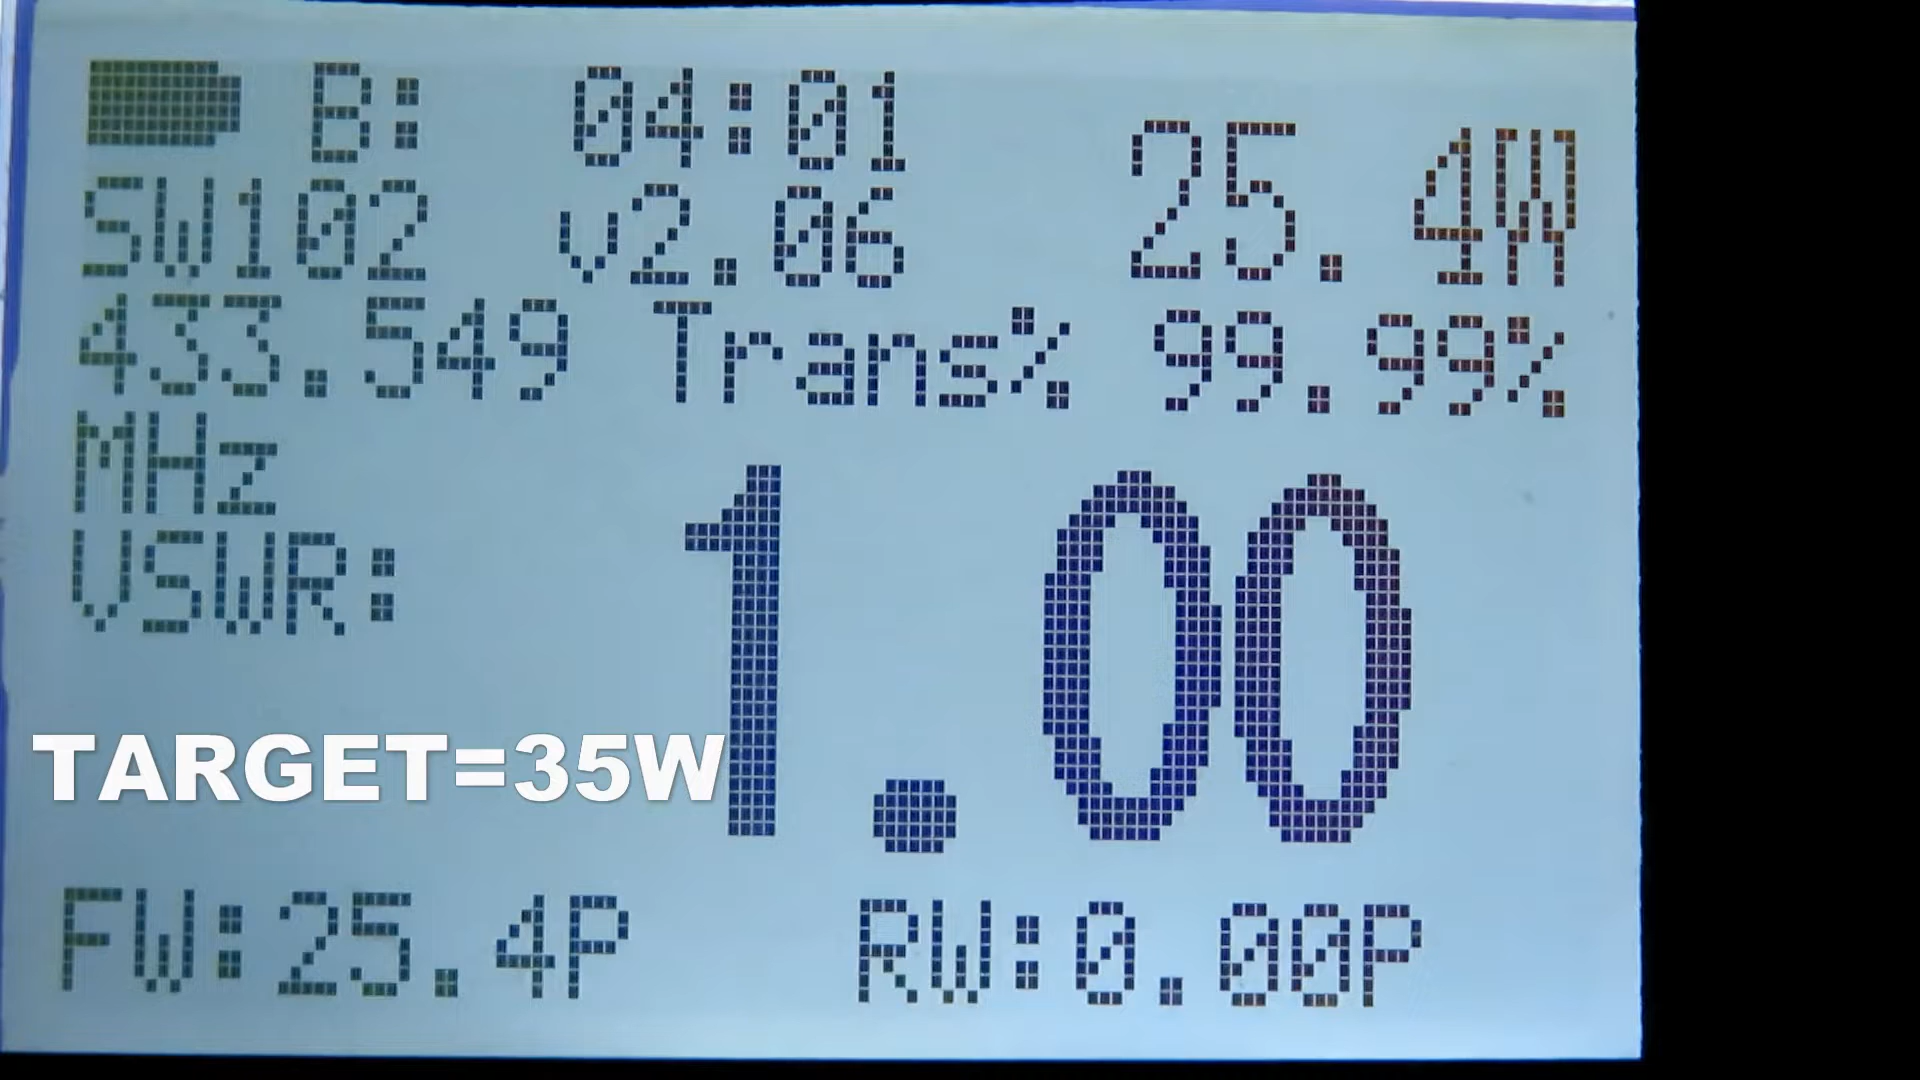 B: 04:01
SW102 v2.06 25.4W
433.549 Trans% 99.99%
MHz
VSWR: 1.00
TARGET=35W
FW:25.4P RW:0.00P